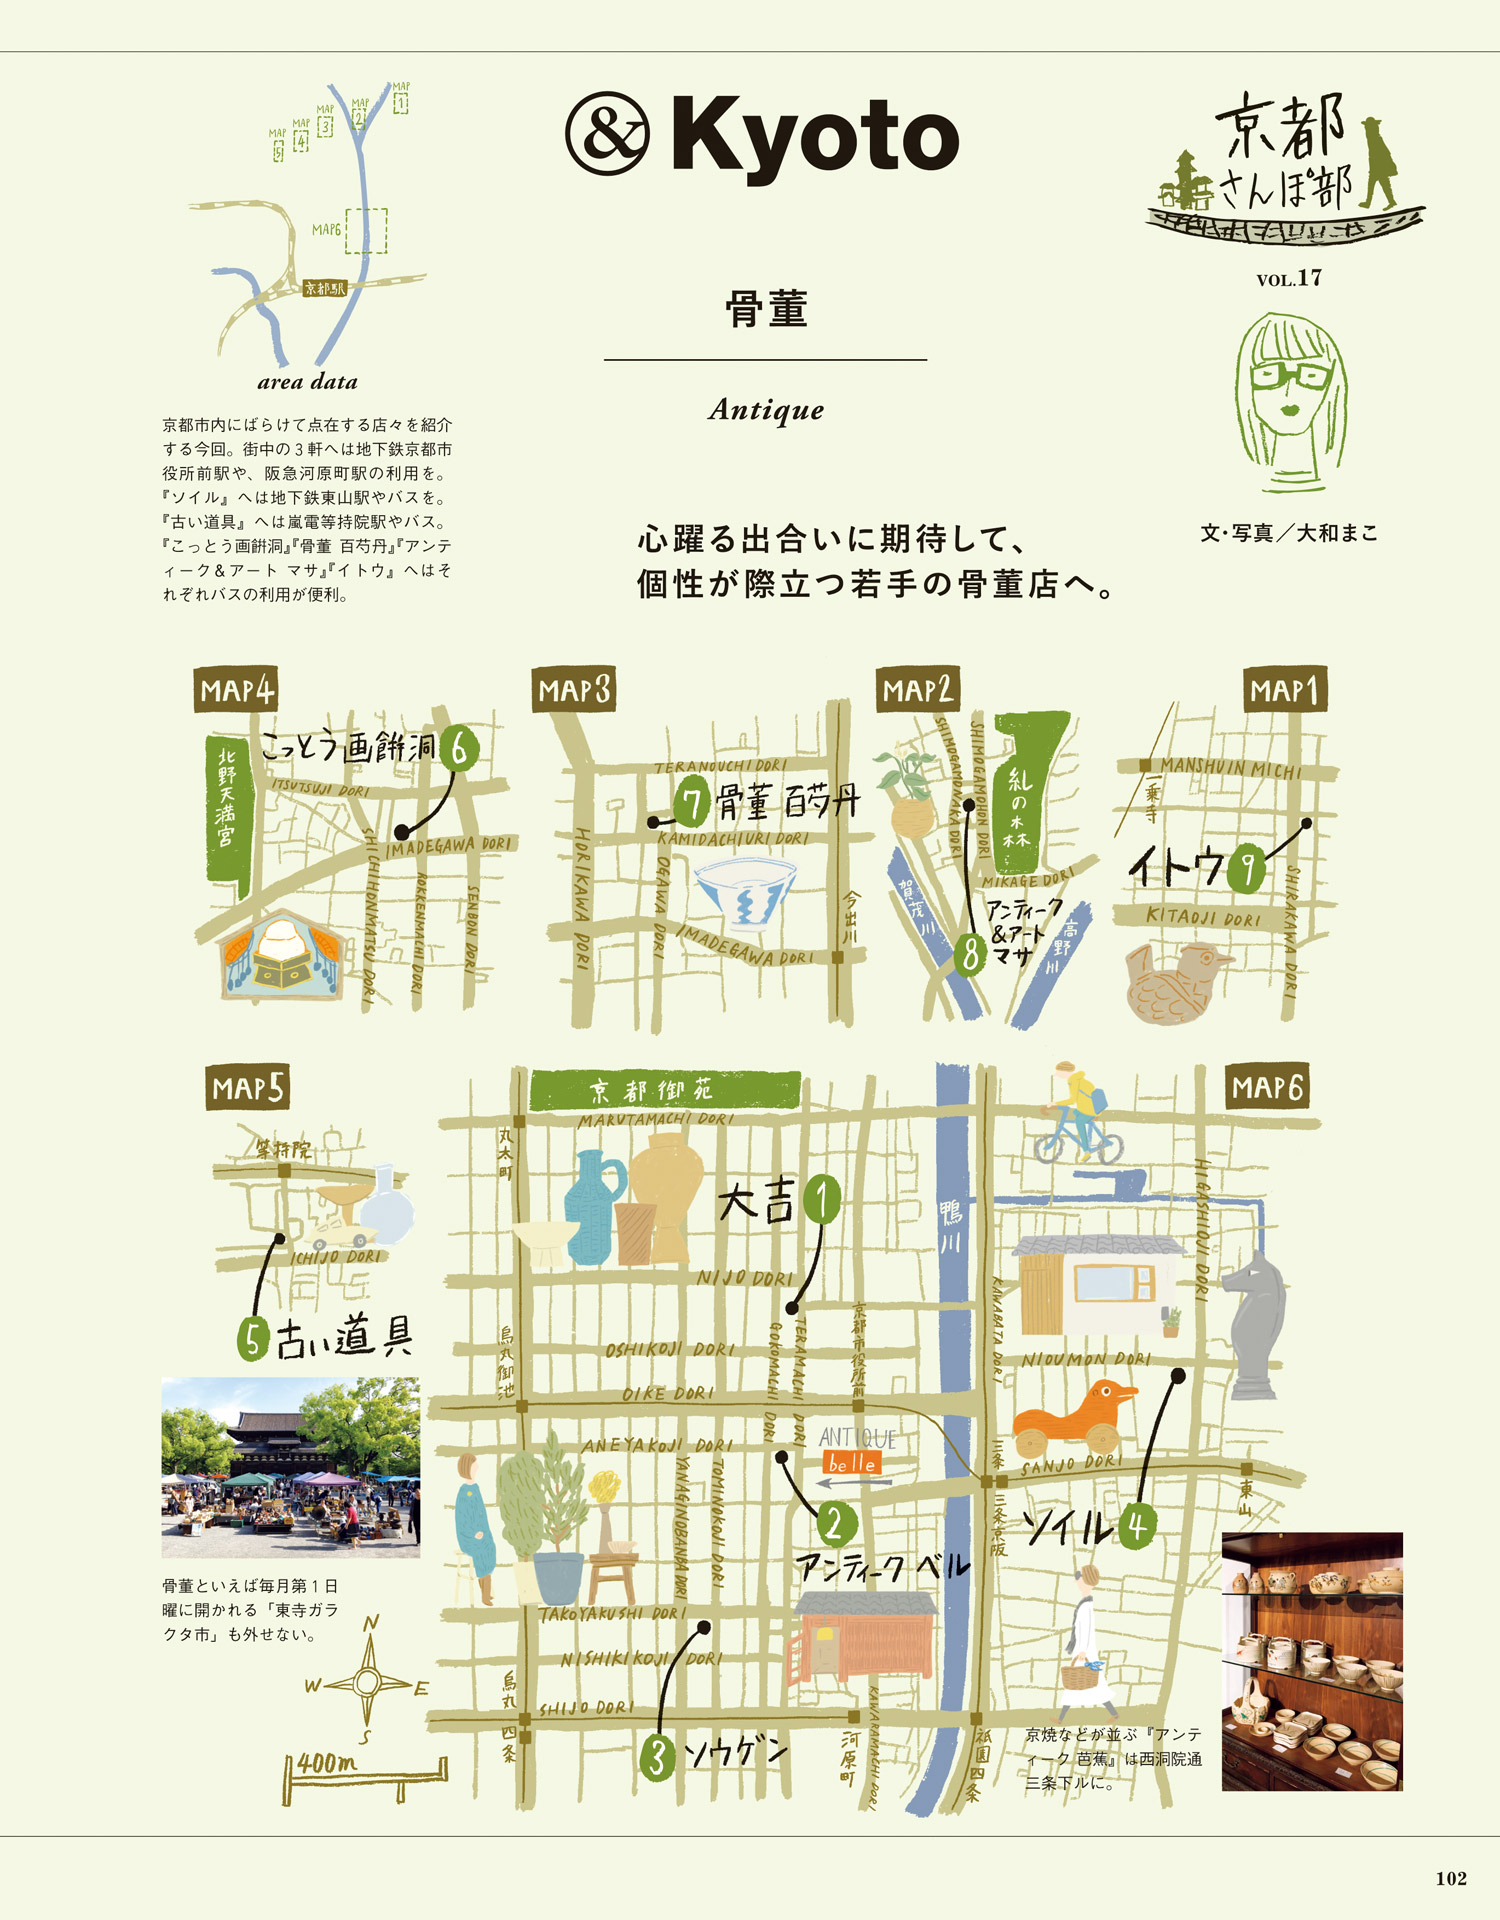 MAP 1
MAP 2
MAP 3
MAP 4
MAP 5
MAP6
京都駅
area data
京都市内にばらけて点在する店々を紹介
する今回。街中の3軒へは地下鉄京都市
役所前駅や、阪急河原町駅の利用を。
『ソイル』へは地下鉄東山駅やバスを。
『古い道具』へは嵐電等持院駅やバス。
『こっとう画餅洞』『骨董 百芍丹』『アンテ
ィーク＆アート マサ』『イトウ』へはそ
れぞれバスの利用が便利。
& Kyoto
骨董
Antique
心躍る出合いに期待して、
個性が際立つ若手の骨董店へ。
京都
さんぽ部
VOL.17
文・写真／大和まこ
MAP4
北野天満宮
こっとう画餅洞 6
ITSUTSUJI DORI
IMADEGAWA DORI
SHICHIHONMATSU DORI
ROKKENMACHI DORI
SENBON DORI
MAP3
TERANOUCHI DORI
7 骨董 百芍丹
KAMIDACHIURI DORI
HORIKAWA DORI
OGAWA DORI
IMADEGAWA DORI
今出川
MAP2
SHIMOGAMONAKA DORI
SHIMOGAMOHON DORI
糺の森
MIKAGE DORI
賀茂川
高野川
アンティーク
&アート
マサ
8
MAP1
MANSHUIN MICHI
一乗寺
イトウ 9
KITAOJI DORI
SHIRAKAWA DORI
MAP5
等持院
ICHIJO DORI
5 古い道具
骨董といえば毎月第1日
曜に開かれる「東寺ガラ
クタ市」も外せない。
N
W E
S
400m
MAP6
京都御苑
MARUTAMACHI DORI
丸太町
大吉 1
鴨川
HIGASHIOJI DORI
NIJO DORI
京都市役所前
TERAMACHI DORI
GOKOMACHI DORI
KAWABATA DORI
烏丸御池
OSHIKOJI DORI
NIOUMON DORI
OIKE DORI
ANEYAKOJI DORI
ANTIQUE
belle
YANAGINOBANBA DORI
TOMINOKOJI DORI
三条
SANJO DORI
三条京阪
東山
ソイル 4
2
アンティーク ベル
TAKOYAKUSHI DORI
NISHIKIKOJI DORI
烏丸
四条
SHIJO DORI
3 ソウゲン
河原町
KAWARAMACHI DORI
祇園四条
京焼などが並ぶ『アンテ
ィーク 芭蕉』は西洞院通
三条下ルに。
102